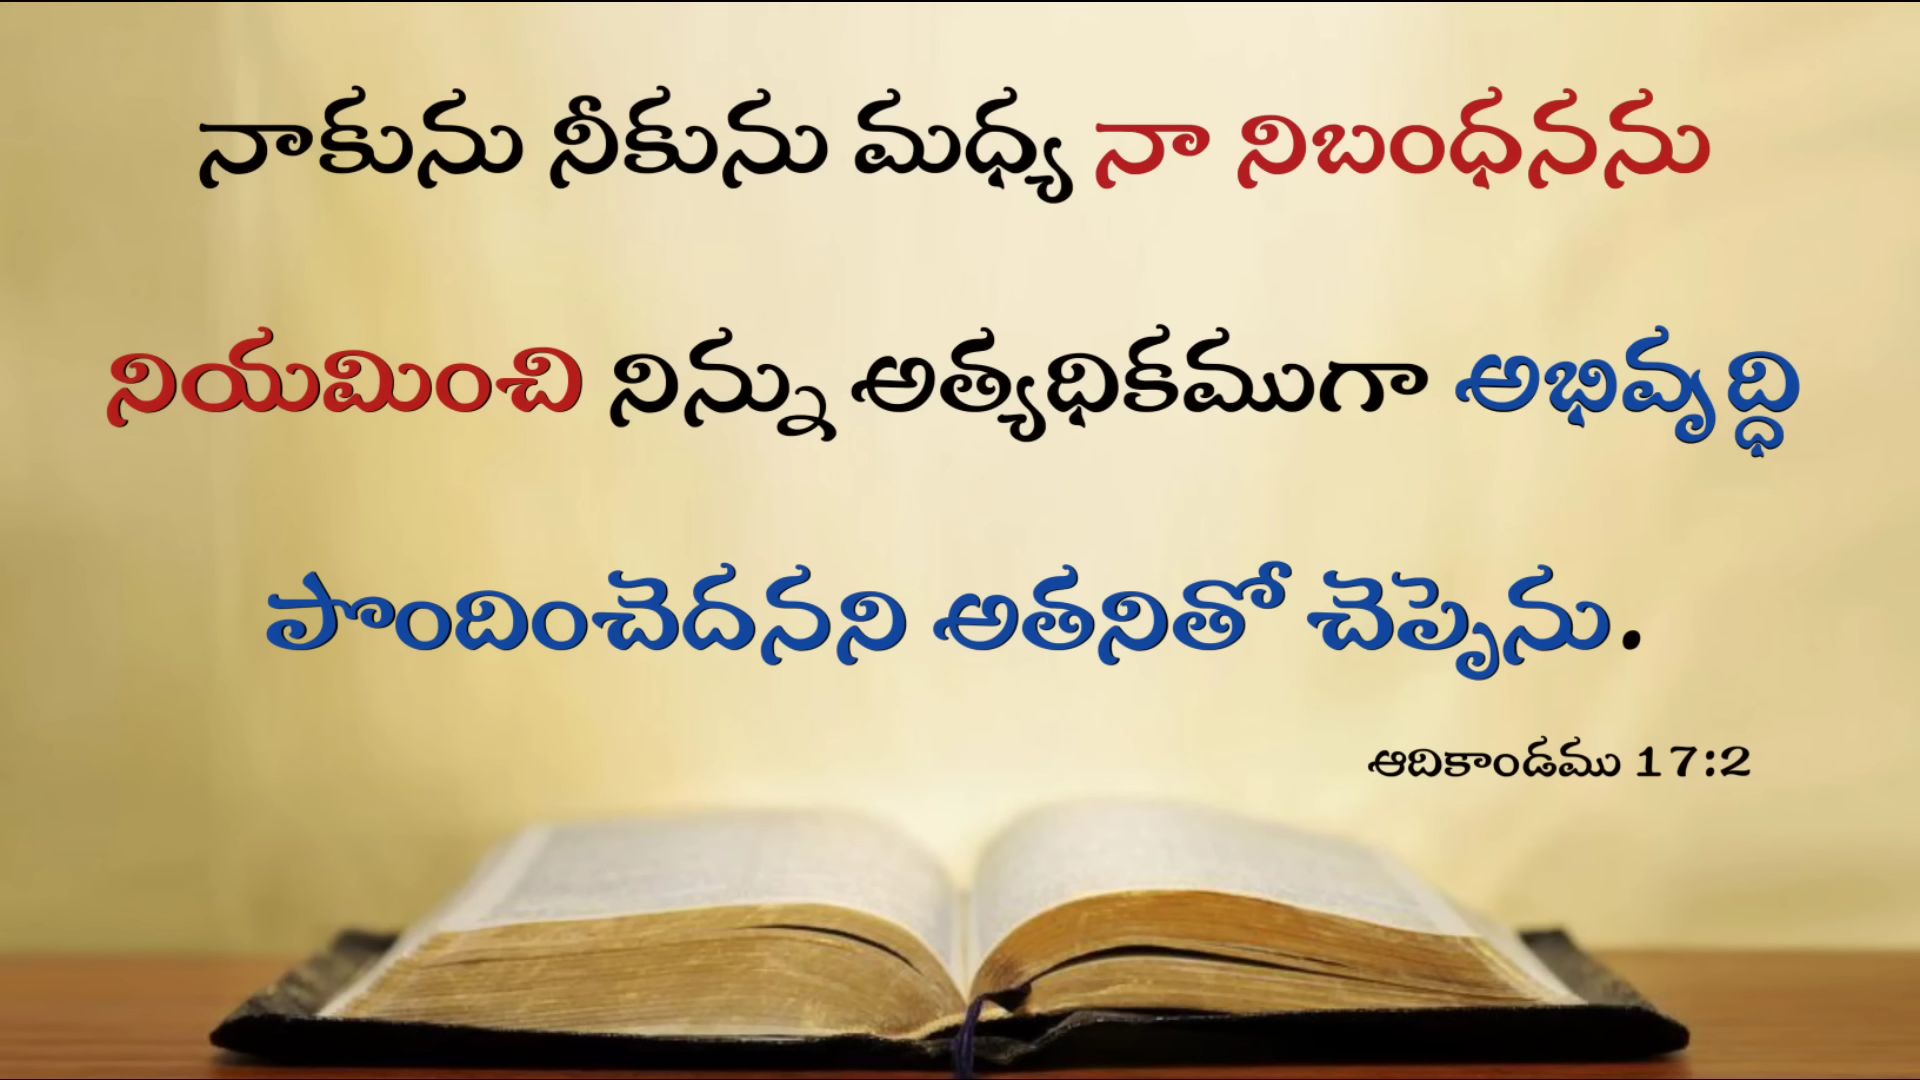 నాకును నీకును మధ్య నా నిబంధనను
నియమించి నిన్ను అత్యధికముగా అభివృద్ధి
పొందించెదనని అతనితో చెప్పెను.
ఆదికాండము 17:2